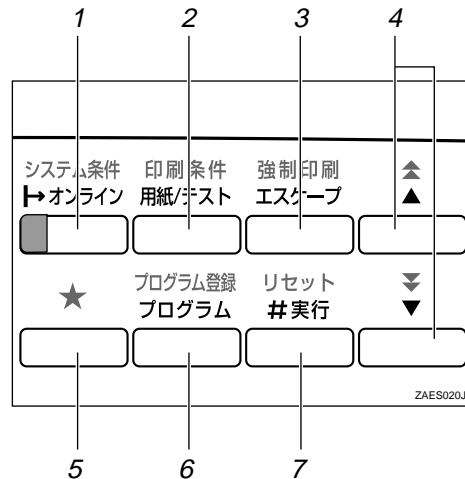 1 2 3 4
システム条件 印刷条件 強制印刷
オンライン 用紙/テスト エスケープ ▲
★ プログラム登録 リセット
プログラム #実行 ▼
ZAES020J
5 6 7